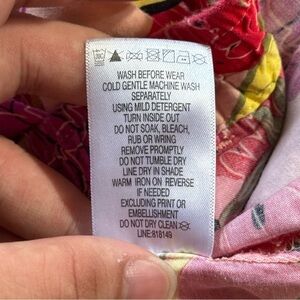 WASH BEFORE WEAR
COLD GENTLE MACHINE WASH
SEPARATELY
USING MILD DETERGENT
TURN INSIDE OUT
DO NOT SOAK, BLEACH,
RUB OR WRING
REMOVE PROMPTLY
DO NOT TUMBLE DRY
LINE DRY IN SHADE
WARM IRON ON REVERSE
IF NEEDED
EXCLUDING PRINT OR
EMBELLISHMENT
DO NOT DRY CLEAN
LINE:818149